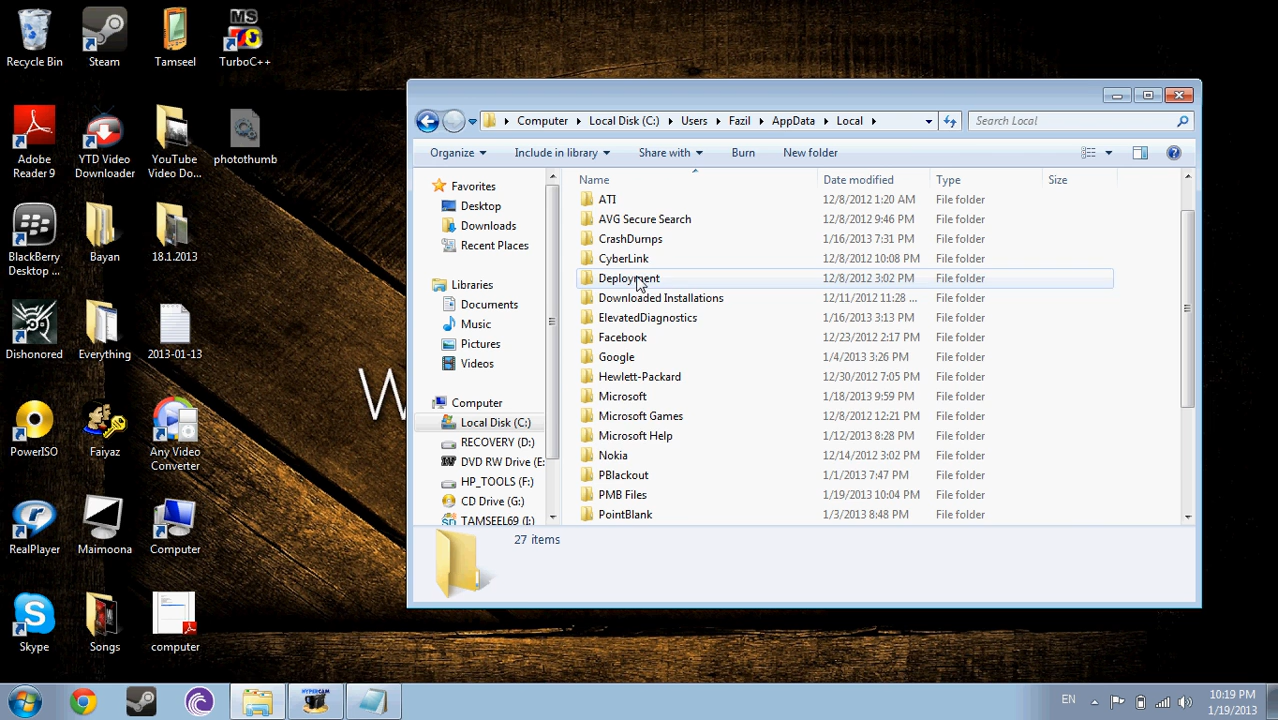 Recycle Bin
Steam
Tamseel
MS
TurboC++
Adobe
Reader 9
YTD Video
Downloader
YouTube
Video Do...
photothumb
BlackBerry
Desktop ...
Bayan
18.1.2013
Dishonored
Everything
2013-01-13
PowerISO
Faiyaz
Any Video
Converter
RealPlayer
Maimoona
Computer
Skype
Songs
computer
W
Computer Local Disk (C:) Users Fazil AppData Local
Search Local
Organize Include in library Share with Burn New folder
Favorites
Desktop
Downloads
Recent Places
Libraries
Documents
Music
Pictures
Videos
Computer
Local Disk (C:)
RECOVERY (D:)
DVD RW Drive (E:
HP_TOOLS (F:)
CD Drive (G:)
TAMSEEL69 (I:)
Name Date modified Type Size
ATI 12/8/2012 1:20 AM File folder
AVG Secure Search 12/8/2012 9:46 PM File folder
CrashDumps 1/16/2013 7:31 PM File folder
CyberLink 12/8/2012 10:08 PM File folder
Deployment 12/8/2012 3:02 PM File folder
Downloaded Installations 12/11/2012 11:28 ... File folder
ElevatedDiagnostics 1/16/2013 3:13 PM File folder
Facebook 12/23/2012 2:17 PM File folder
Google 1/4/2013 3:26 PM File folder
Hewlett-Packard 12/30/2012 7:05 PM File folder
Microsoft 1/18/2013 9:59 PM File folder
Microsoft Games 12/8/2012 12:21 PM File folder
Microsoft Help 1/12/2013 8:28 PM File folder
Nokia 12/14/2012 3:02 PM File folder
PBlackout 1/1/2013 7:47 PM File folder
PMB Files 1/19/2013 10:04 PM File folder
PointBlank 1/3/2013 8:48 PM File folder
27 items
HYPERCAM
EN
10:19 PM
1/19/2013